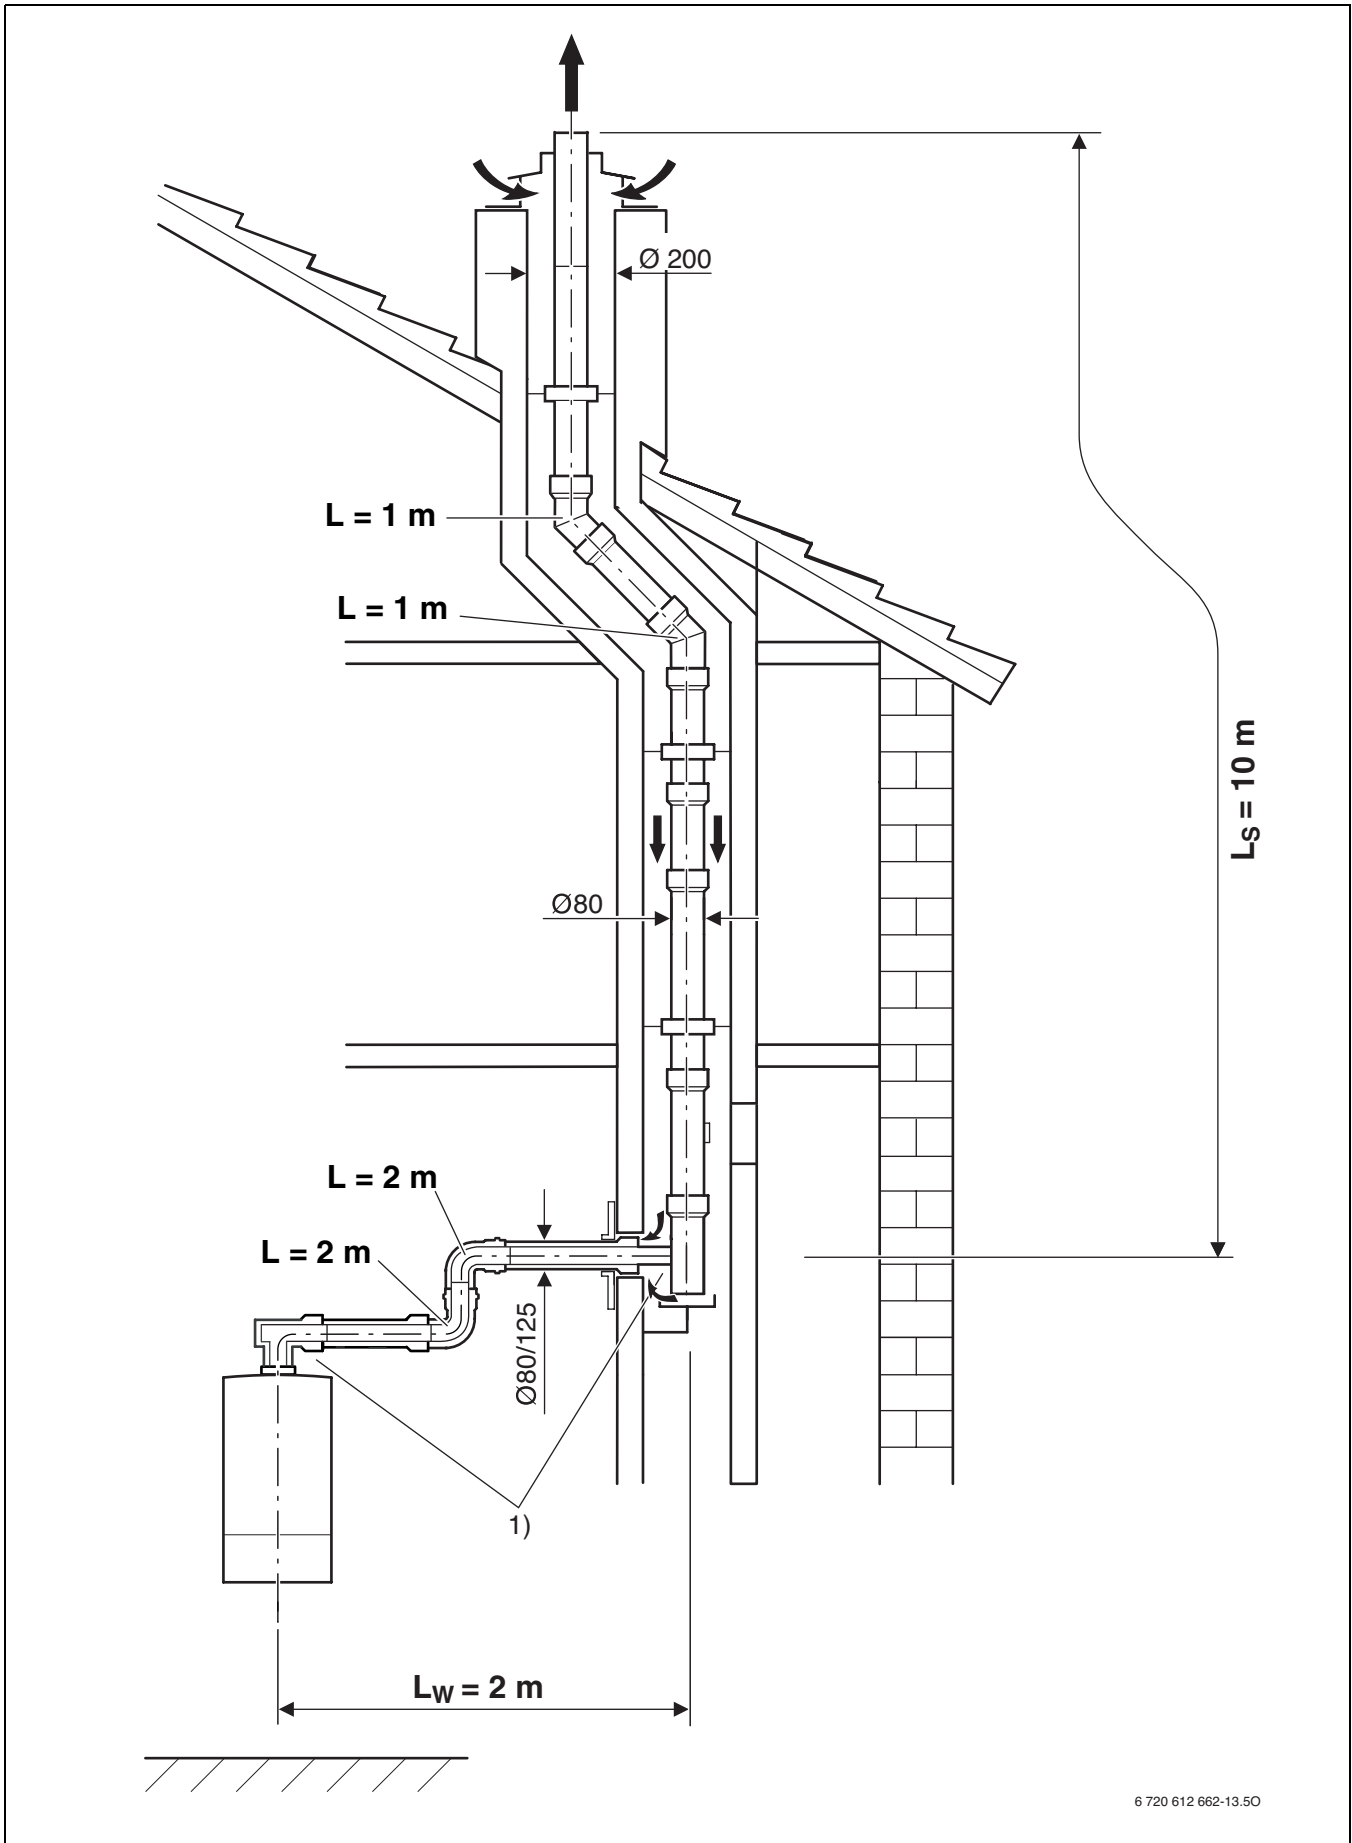 Ø 200
L = 1 m
L = 1 m
LS = 10 m
Ø80
L = 2 m
L = 2 m
Ø80/125
1)
LW = 2 m
6 720 612 662-13.5O